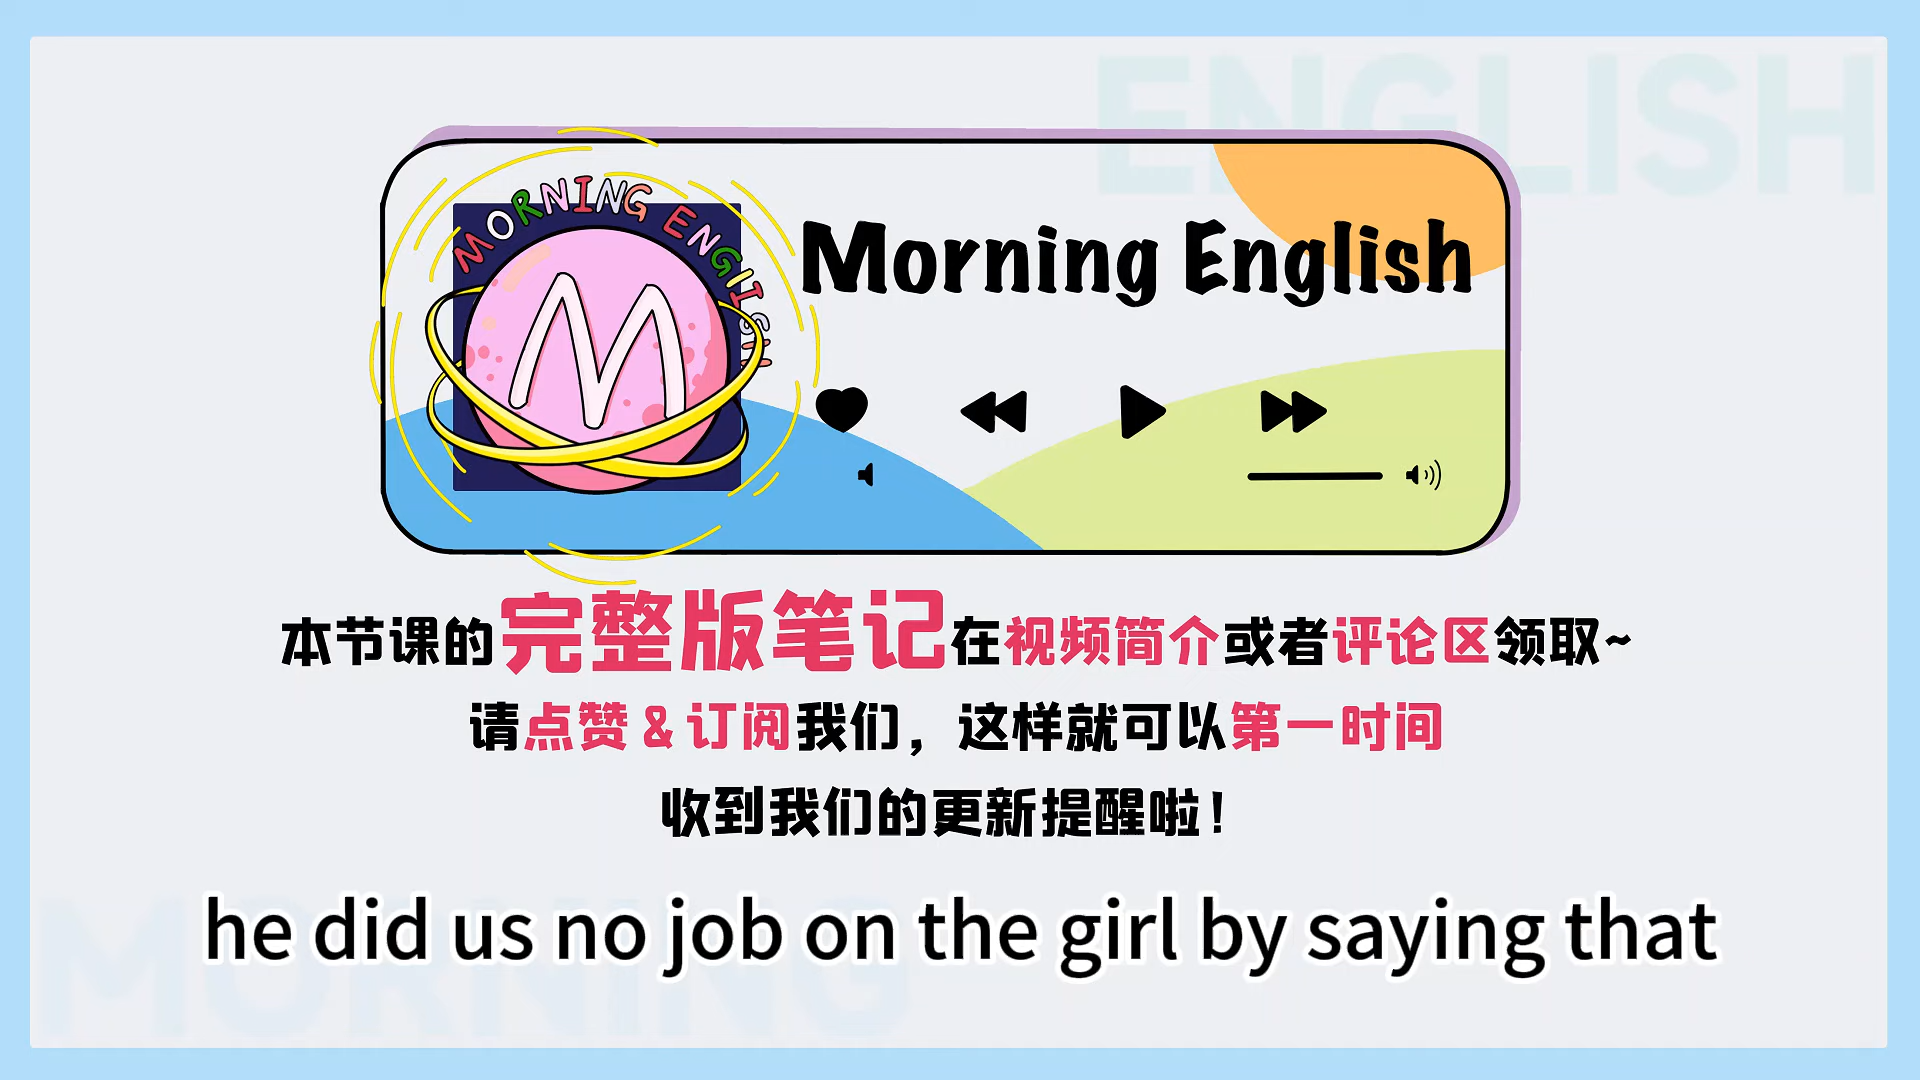 ENGLISH
MORNING ENGLISH
M
Morning English
本节课的完整版笔记在视频简介或者评论区领取~
请点赞&订阅我们，这样就可以第一时间
收到我们的更新提醒啦！
he did us no job on the girl by saying that
MORNING